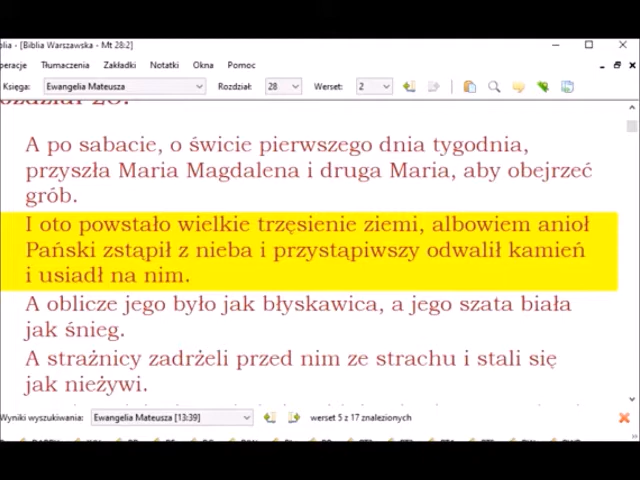 blia - [Biblia Warszawska - Mt 28:2]
peracje Tłumaczenia Zakładki Notatki Okna Pomoc
Księga: Ewangelia Mateusza Rozdział: 28 Werset: 2
ozdział 28.
A po sabacie, o świcie pierwszego dnia tygodnia,
przyszła Maria Magdalena i druga Maria, aby obejrzeć
grób.
I oto powstało wielkie trzęsienie ziemi, albowiem anioł
Pański zstąpił z nieba i przystąpiwszy odwalił kamień
i usiadł na nim.
A oblicze jego było jak błyskawica, a jego szata biała
jak śnieg.
A strażnicy zadrżeli przed nim ze strachu i stali się
jak nieżywi.
Wyniki wyszukiwania: Ewangelia Mateusza [13:39] werset 5 z 17 znalezionych